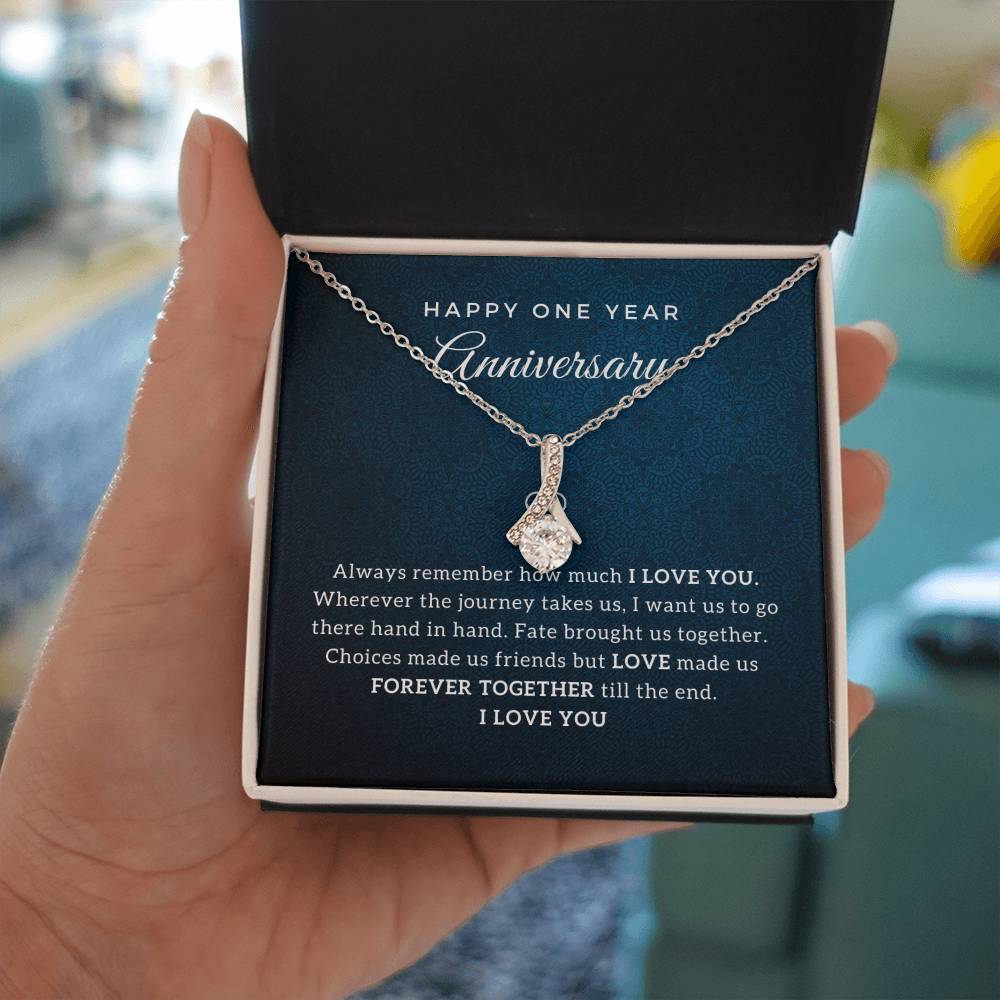 HAPPY ONE YEAR
Anniversary
Always remember how much I LOVE YOU.
Wherever the journey takes us, I want us to go
there hand in hand. Fate brought us together.
Choices made us friends but LOVE made us
FOREVER TOGETHER till the end.
I LOVE YOU